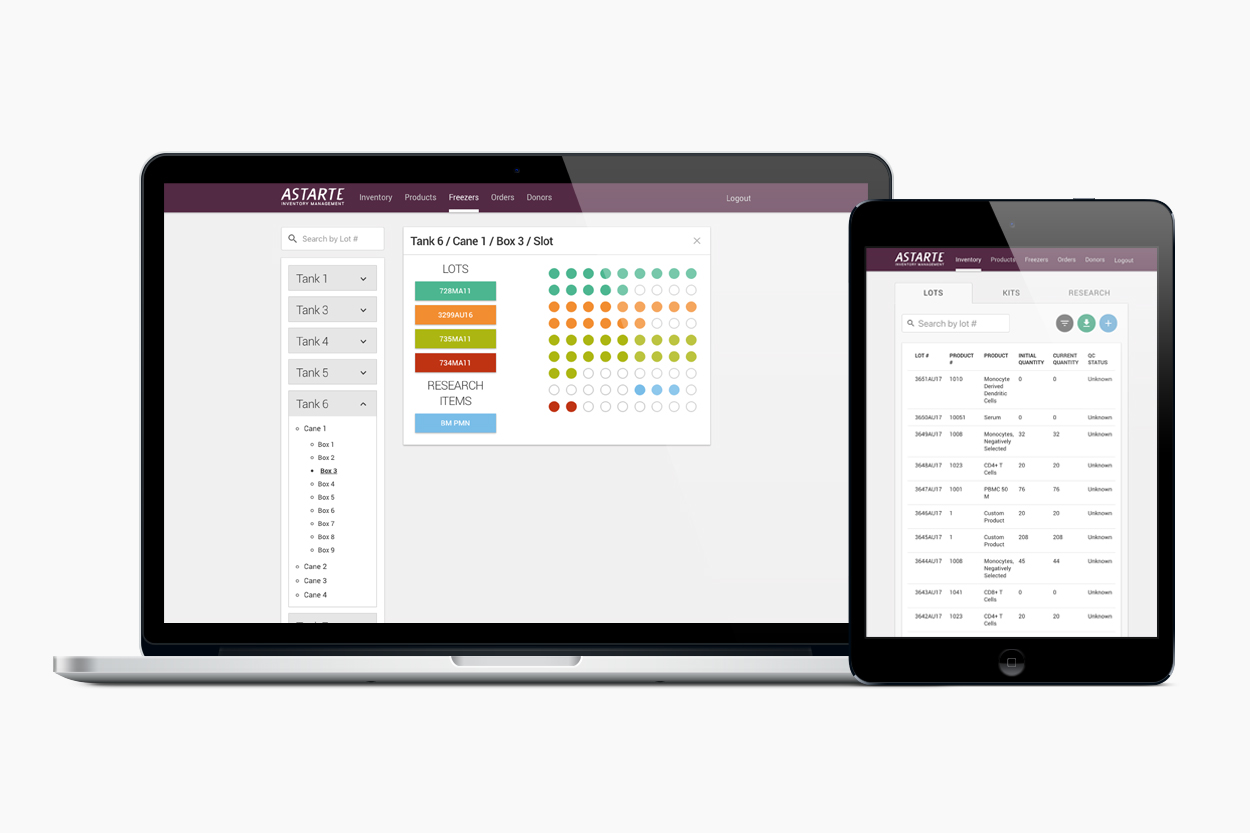 ASTARTE
INVENTORY MANAGEMENT
Inventory Products Freezers Orders Donors Logout
Search by Lot #
Tank 1
Tank 3
Tank 4
Tank 5
Tank 6
Cane 1
Box 1
Box 2
Box 3
Box 4
Box 5
Box 6
Box 7
Box 8
Box 9
Cane 2
Cane 3
Cane 4
Tank 6 / Cane 1 / Box 3 / Slot
LOTS
728MA11
3299AU16
735MA11
734MA11
RESEARCH
ITEMS
BM PMN
ASTARTE
INVENTORY MANAGEMENT
Inventory Products Freezers Orders Donors Logout
LOTS KITS RESEARCH
Search by lot #
LOT # PRODUCT # PRODUCT INITIAL QUANTITY CURRENT QUANTITY QC STATUS
3651AU17 1010 Monocyte Derived Dendritic Cells 0 0 Unknown
3650AU17 10051 Serum 0 0 Unknown
3649AU17 1008 Monocytes, Negatively Selected 32 32 Unknown
3648AU17 1023 CD4+ T Cells 20 20 Unknown
3647AU17 1001 PBMC 50 M 76 76 Unknown
3646AU17 1 Custom Product 20 20 Unknown
3645AU17 1 Custom Product 208 208 Unknown
3644AU17 1008 Monocytes, Negatively Selected 45 44 Unknown
3643AU17 1041 CD8+ T Cells 0 0 Unknown
3642AU17 1023 CD4+ T Cells 20 20 Unknown